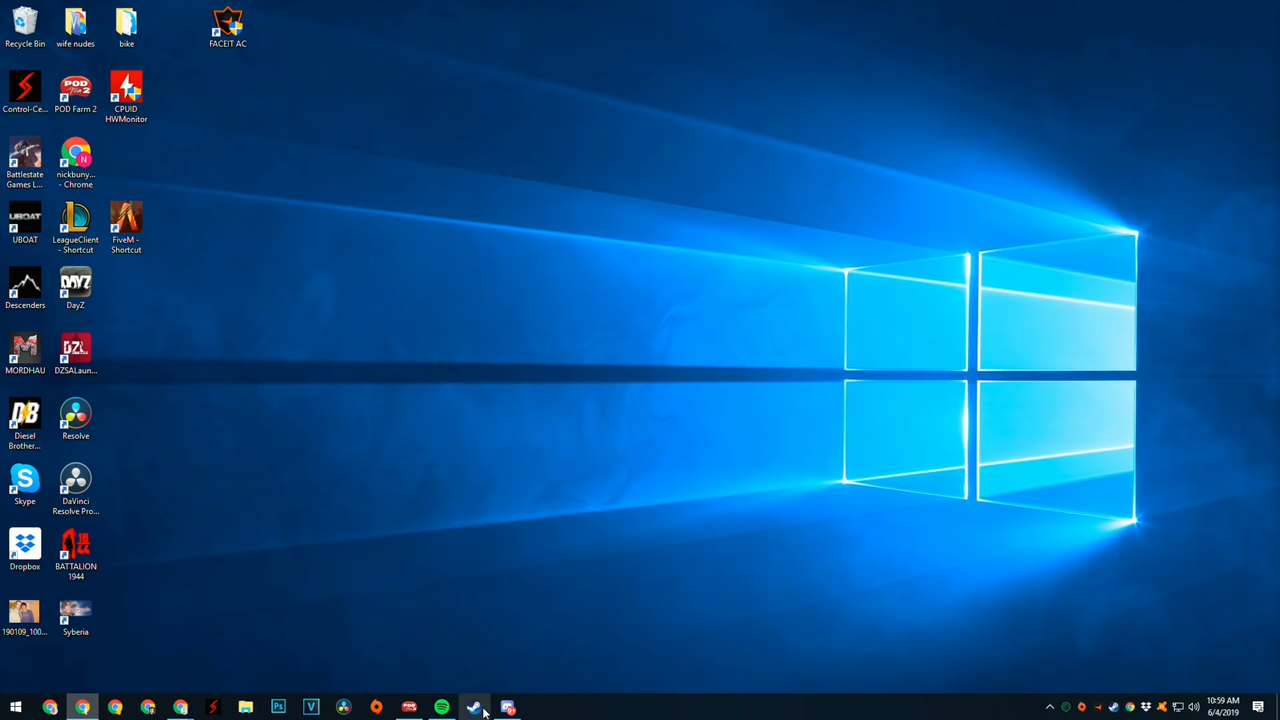 Recycle Bin
wife nudes
bike
FACEIT AC
Control-Ce...
POD Farm 2
CPUID
HWMonitor
Battlestate
Games L...
nickbuny...
- Chrome
UBOAT
LeagueClient
- Shortcut
FiveM -
Shortcut
Descenders
DayZ
MORDHAU
DZSALaun...
Diesel
Brother...
Resolve
Skype
DaVinci
Resolve Pro...
Dropbox
BATTALION
1944
190109_100...
Syberia
10:59 AM
6/4/2019